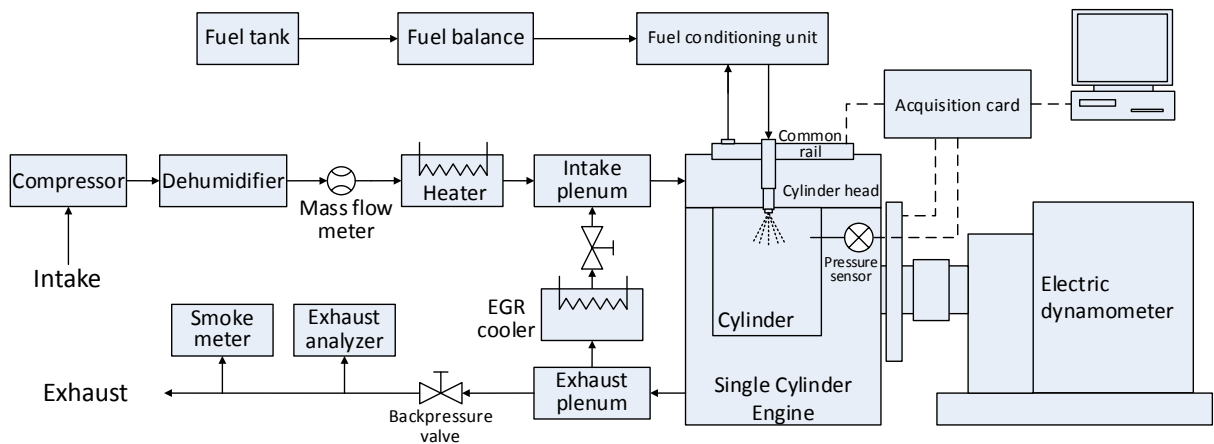 Fuel tank
Fuel balance
Fuel conditioning unit
Acquisition card
Common
rail
Compressor
Dehumidifier
Mass flow
meter
Heater
Intake
plenum
Cylinder head
Pressure
sensor
Intake
EGR
cooler
Cylinder
Electric
dynamometer
Smoke
meter
Exhaust
analyzer
Exhaust
Backpressure
valve
Exhaust
plenum
Single Cylinder
Engine